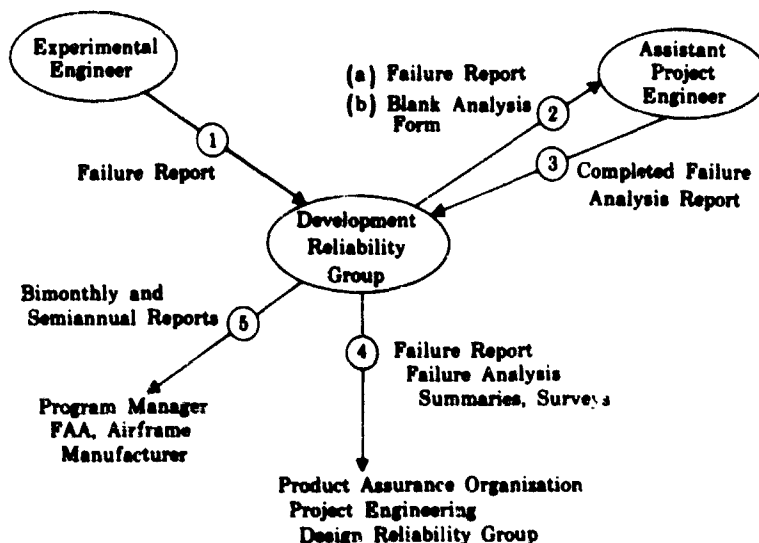 Experimental
Engineer
Assistant
Project
Engineer
(a) Failure Report
(b) Blank Analysis
Form
2
1
3
Failure Report
Completed Failure
Analysis Report
Development
Reliability
Group
Bimonthly and
Semiannual Reports
5
4
Failure Report
Failure Analysis
Summaries, Surveys
Program Manager
FAA, Airframe
Manufacturer
Product Assurance Organisation
Project Engineering
Design Reliability Group